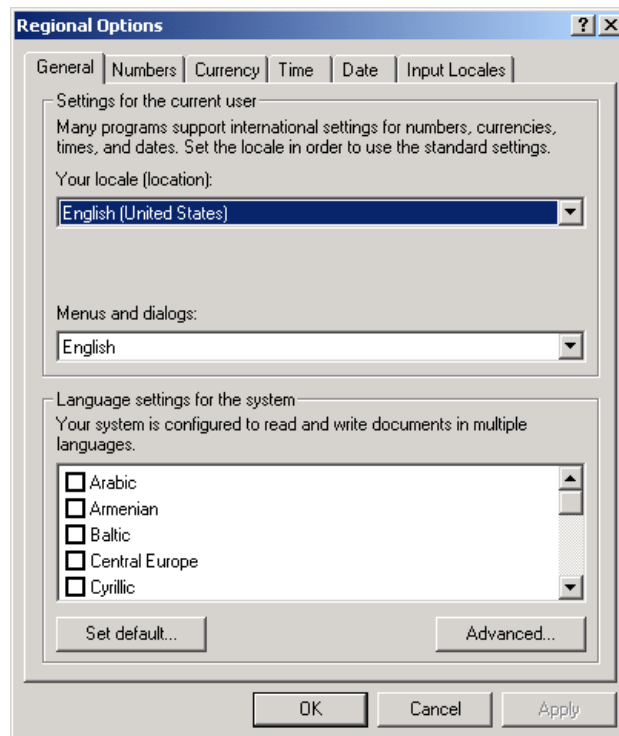 Regional Options
General Numbers Currency Time Date Input Locales
Settings for the current user
Many programs support international settings for numbers, currencies,
times, and dates. Set the locale in order to use the standard settings.
Your locale (location):
English (United States)
Menus and dialogs:
English
Language settings for the system
Your system is configured to read and write documents in multiple
languages.
Arabic
Armenian
Baltic
Central Europe
Cyrillic
Set default... Advanced...
OK Cancel Apply